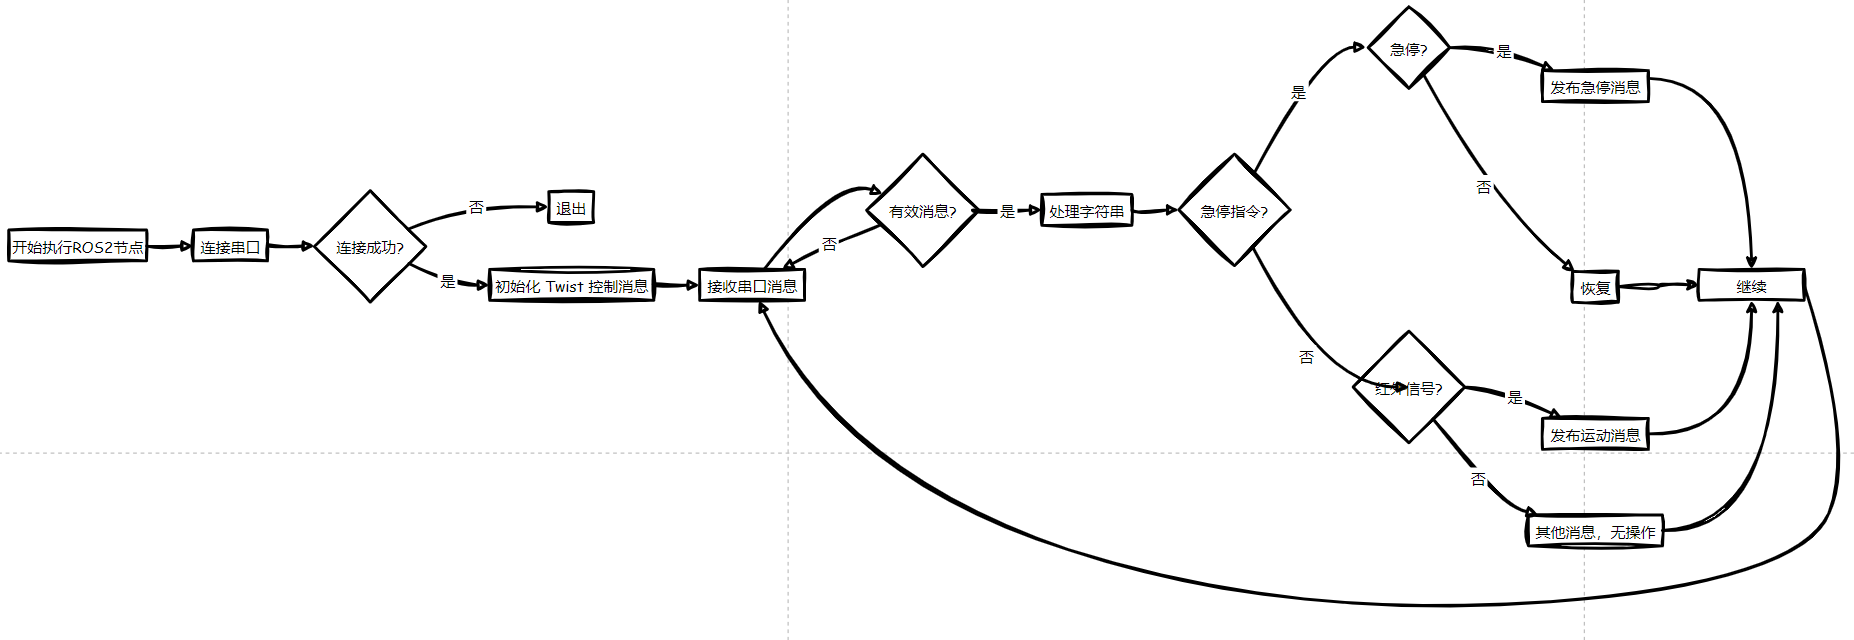 开始执行ROS2节点
连接串口
连接成功?
否
退出
是
初始化 Twist 控制消息
接收串口消息
有效消息?
否
是
处理字符串
急停指令?
是
急停?
是
发布急停消息
否
恢复
继续
否
红外信号?
是
发布运动消息
否
其他消息，无操作